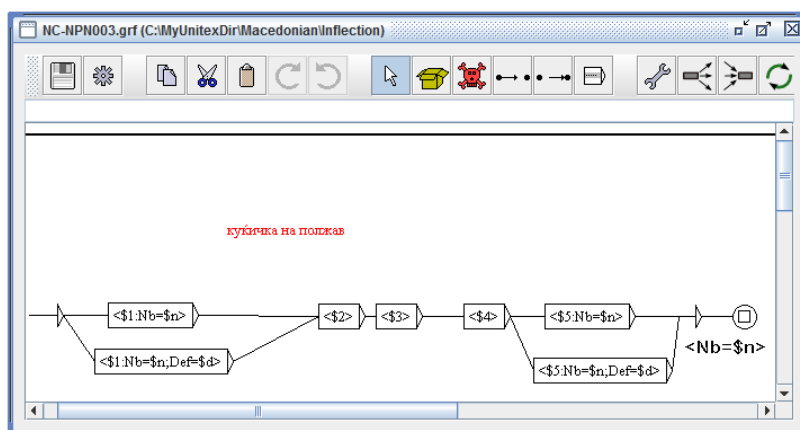 NC-NPN003.grf (C:\MyUnitexDir\Macedonian\Inflection)
куќичка на полжав
<$1:Nb=$n> <$2> <$3> <$4> <$5:Nb=$n>
<Nb=$n>
<$1:Nb=$n;Def=$d> <$5:Nb=$n;Def=$d>